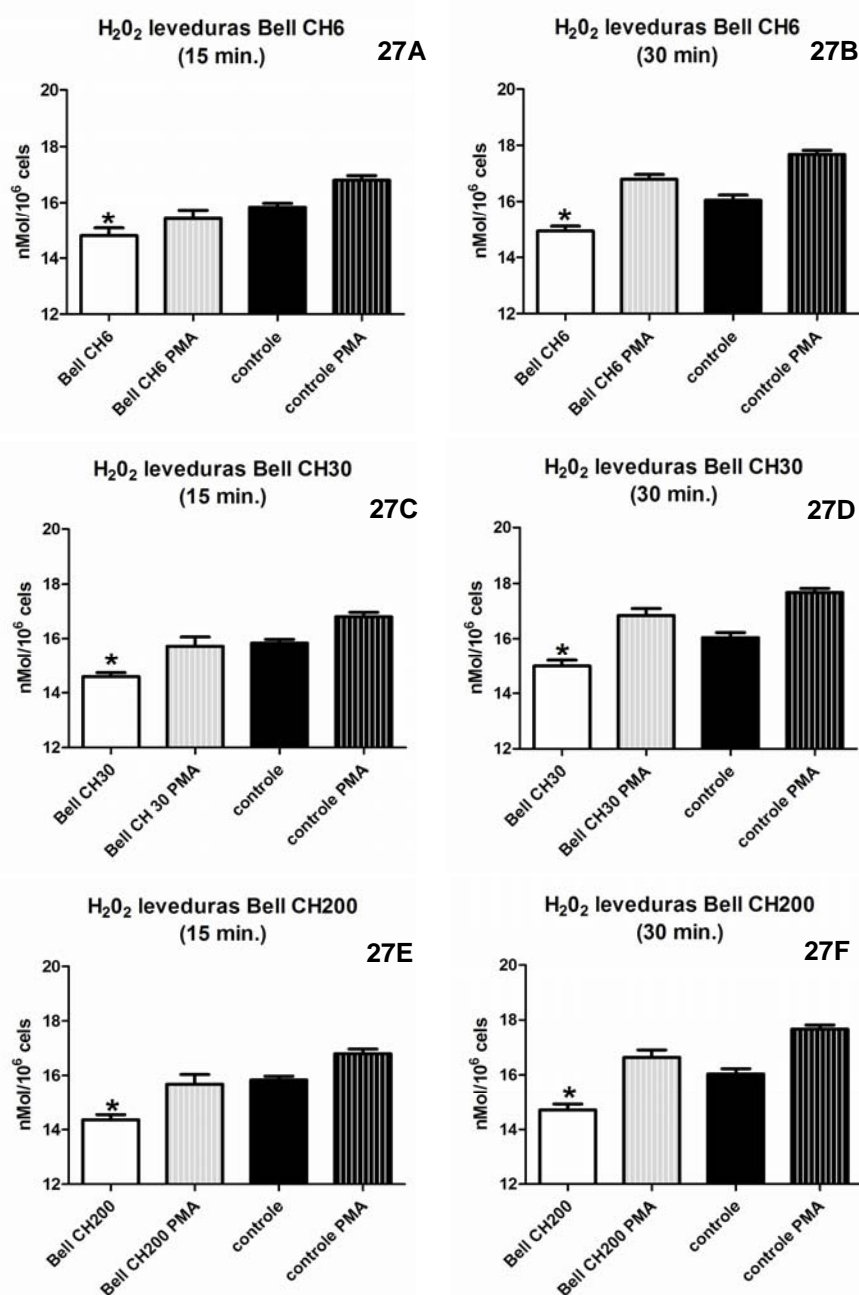 H₂0₂ leveduras Bell CH6
(15 min.)
27A
20
18
16
14
12
nMol/10⁶ cels
*
Bell CH6
Bell CH6 PMA
controle
controle PMA
H₂0₂ leveduras Bell CH6
(30 min)
27B
20
18
16
14
12
nMol/10⁶ cels
*
Bell CH6
Bell CH6 PMA
controle
controle PMA
H₂0₂ leveduras Bell CH30
(15 min.)
27C
20
18
16
14
12
nMol/10⁶ cels
*
Bell CH30
Bell CH 30 PMA
controle
controle PMA
H₂0₂ leveduras Bell CH30
(30 min.)
27D
20
18
16
14
12
nMol/10⁶ cels
*
Bell CH30
Bell CH30 PMA
controle
controle PMA
H₂0₂ leveduras Bell CH200
(15 min.)
27E
20
18
16
14
12
nMol/10⁶ cels
*
Bell CH200
Bell CH200 PMA
controle
controle PMA
H₂0₂ leveduras Bell CH200
(30 min.)
27F
20
18
16
14
12
nMol/10⁶ cels
*
Bell CH200
Bell CH200 PMA
controle
controle PMA